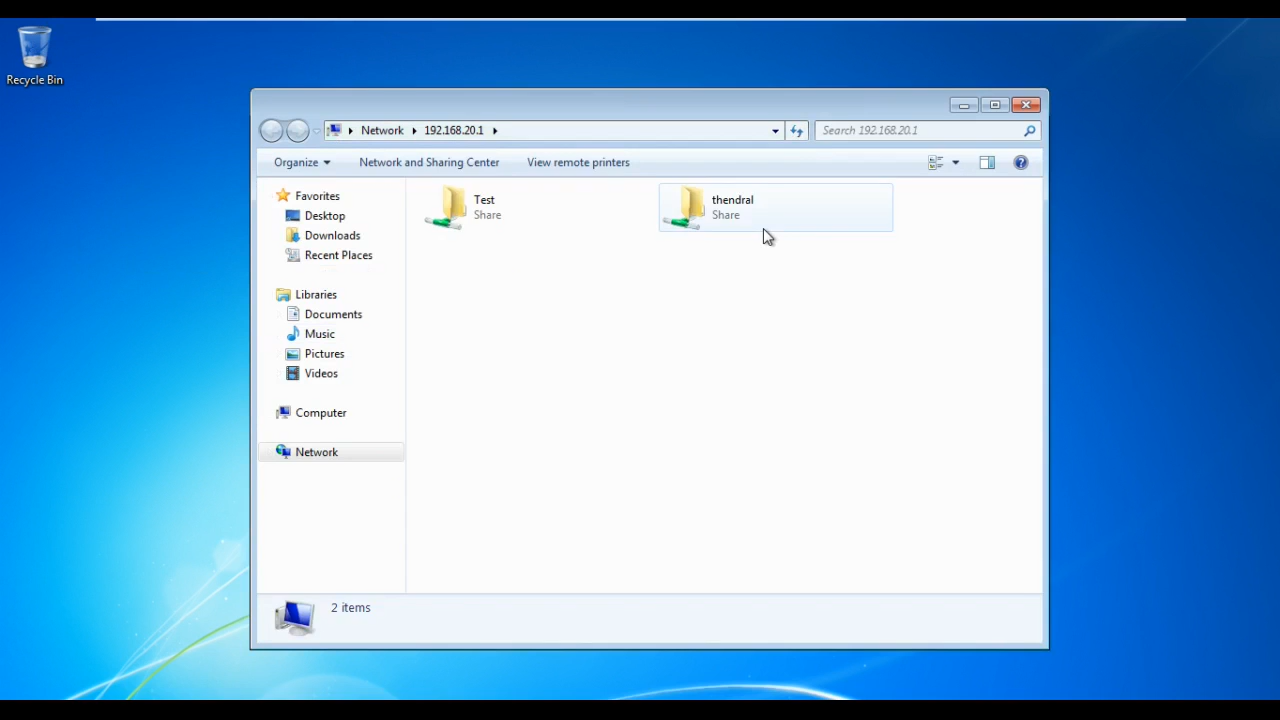 Recycle Bin
Network 192.168.20.1
Search 192.168.20.1
Organize Network and Sharing Center View remote printers
Favorites
Desktop
Downloads
Recent Places
Libraries
Documents
Music
Pictures
Videos
Computer
Network
Test
Share
thendral
Share
2 items